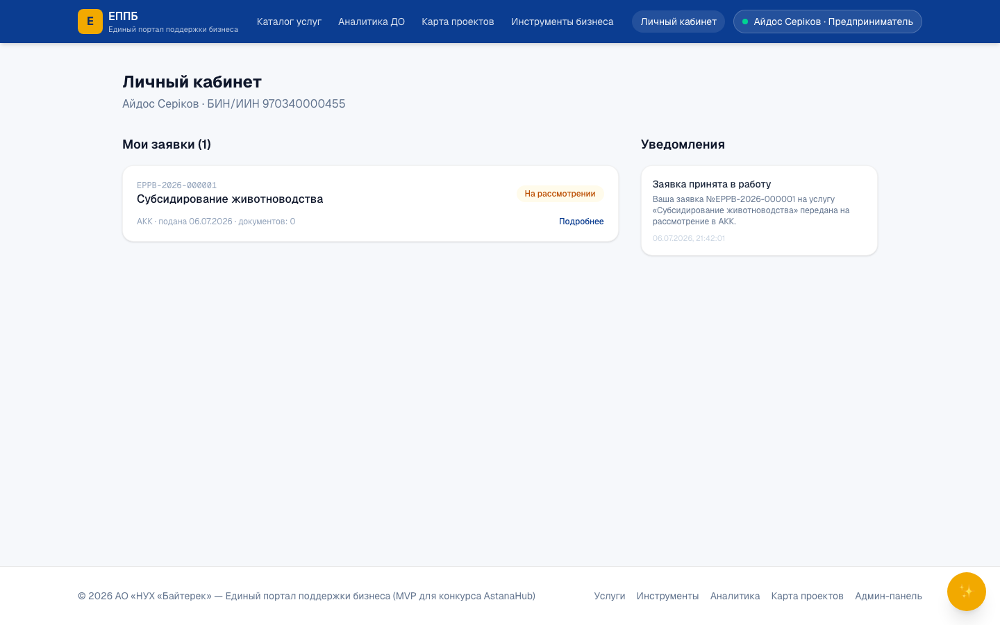 Е
ЕППБ
Единый портал поддержки бизнеса
Каталог услуг
Аналитика ДО
Карта проектов
Инструменты бизнеса
Личный кабинет
Айдос Серіков · Предприниматель
Личный кабинет
Айдос Серіков · БИН/ИИН 970340000455
Мои заявки (1)
EPPB-2026-000001
Субсидирование животноводства
На рассмотрении
АКК · подана 06.07.2026 · документов: 0
Подробнее
Уведомления
Заявка принята в работу
Ваша заявка №EPPB-2026-000001 на услугу
«Субсидирование животноводства» передана на
рассмотрение в АКК.
06.07.2026, 21:42:01
© 2026 АО «НУХ «Байтерек» — Единый портал поддержки бизнеса (MVP для конкурса AstanaHub)
Услуги
Инструменты
Аналитика
Карта проектов
Админ-панель